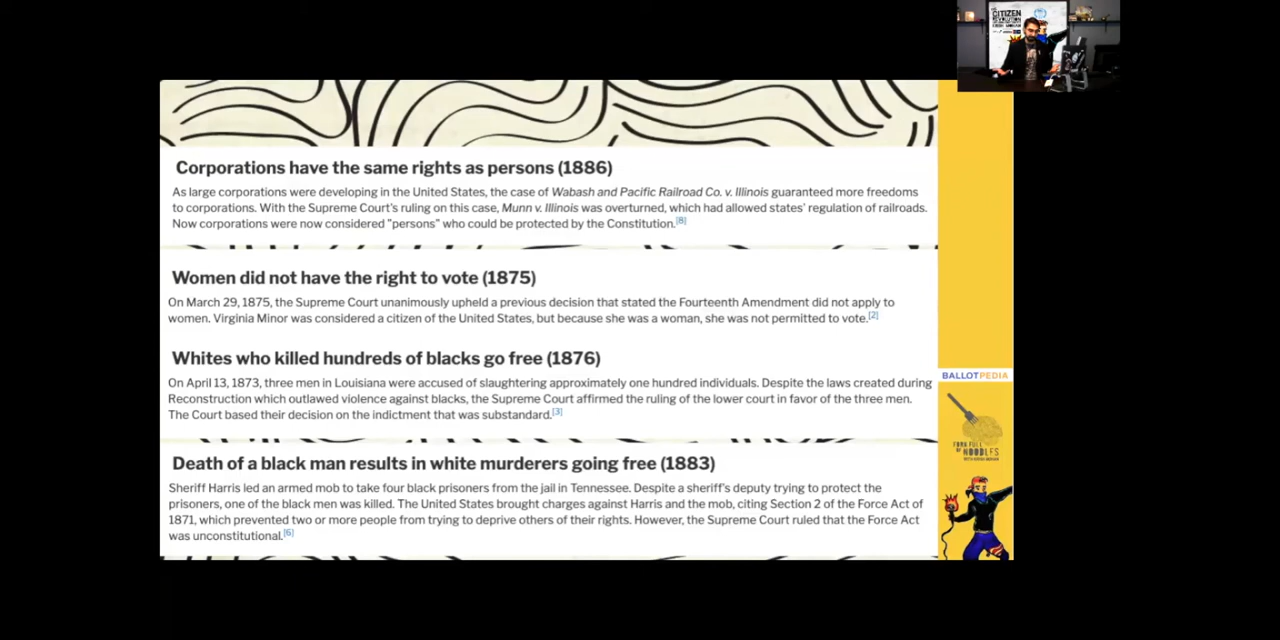 CITIZEN
REVOLUTION
Corporations have the same rights as persons (1886)
As large corporations were developing in the United States, the case of Wabash and Pacific Railroad Co. v. Illinois guaranteed more freedoms
to corporations. With the Supreme Court's ruling on this case, Munn v. Illinois was overturned, which had allowed states' regulation of railroads.
Now corporations were now considered "persons" who could be protected by the Constitution.[8]
Women did not have the right to vote (1875)
On March 29, 1875, the Supreme Court unanimously upheld a previous decision that stated the Fourteenth Amendment did not apply to
women. Virginia Minor was considered a citizen of the United States, but because she was a woman, she was not permitted to vote.[2]
Whites who killed hundreds of blacks go free (1876)
On April 13, 1873, three men in Louisiana were accused of slaughtering approximately one hundred individuals. Despite the laws created during
Reconstruction which outlawed violence against blacks, the Supreme Court affirmed the ruling of the lower court in favor of the three men.
The Court based their decision on the indictment that was substandard.[3]
Death of a black man results in white murderers going free (1883)
Sheriff Harris led an armed mob to take four black prisoners from the jail in Tennessee. Despite a sheriff's deputy trying to protect the
prisoners, one of the black men was killed. The United States brought charges against Harris and the mob, citing Section 2 of the Force Act of
1871, which prevented two or more people from trying to deprive others of their rights. However, the Supreme Court ruled that the Force Act
was unconstitutional.[6]
BALLOTPEDIA
FORK FULL
OF NOODLES